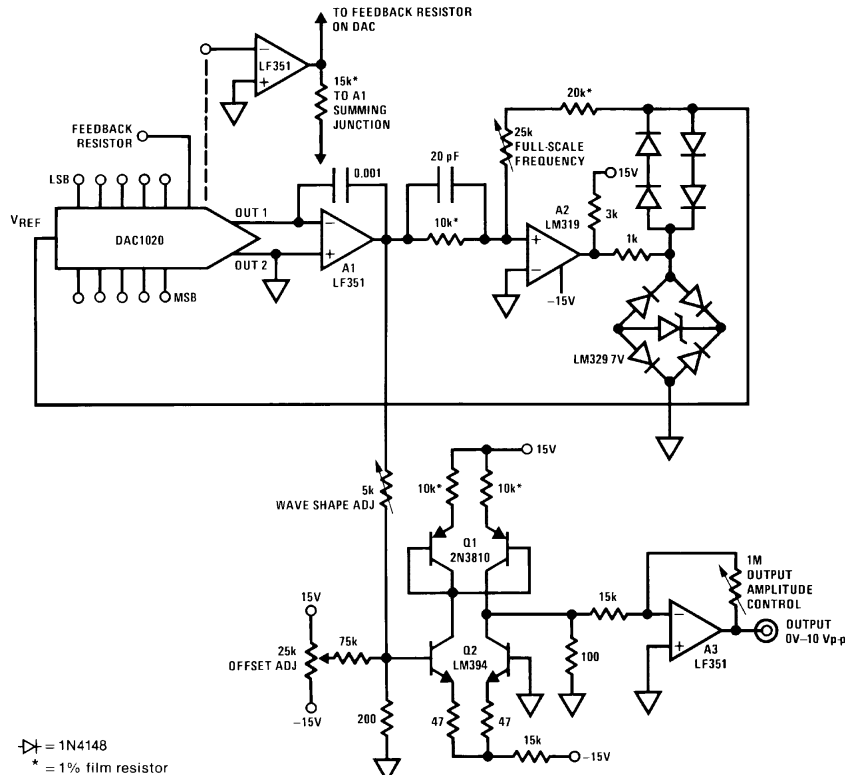 TO FEEDBACK RESISTOR
ON DAC
−
LF351
+
15k*
TO A1
SUMMING
JUNCTION
FEEDBACK
RESISTOR
LSB
VREF
DAC1020
OUT 1
OUT 2
MSB
0.001
−
+
A1
LF351
20 pF
10k*
20k*
25k
FULL-SCALE
FREQUENCY
A2
LM319
+
−
−15V
15V
3k
1k
LM329 7V
5k
WAVE SHAPE ADJ
15V
10k*
10k*
Q1
2N3810
15V
25k
OFFSET ADJ
−15V
75k
200
Q2
LM394
47
47
15k
−15V
100
15k
1M
OUTPUT
AMPLITUDE
CONTROL
−
+
A3
LF351
OUTPUT
0V–10 Vp-p
= 1N4148
* = 1% film resistor